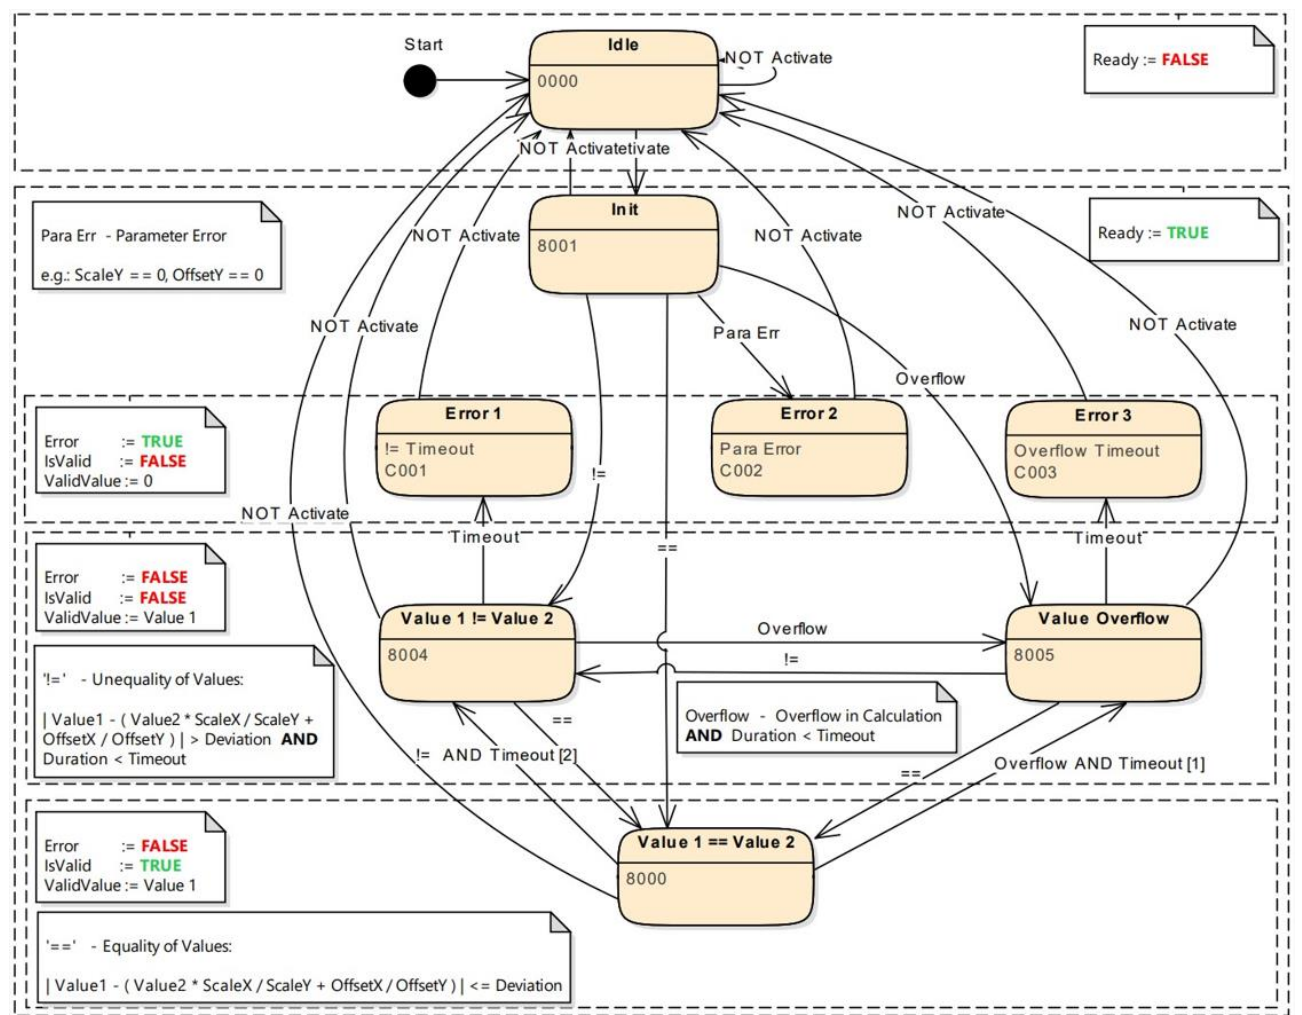 Start
Idle
0000
NOT Activate
Ready := FALSE
NOT Activatetivate
Init
8001
Para Err - Parameter Error
e.g.: ScaleY == 0, OffsetY == 0
Ready := TRUE
NOT Activate
NOT Activate
NOT Activate
NOT Activate
NOT Activate
Para Err
Overflow
Error := TRUE
IsValid := FALSE
ValidValue := 0
Error 1
!= Timeout
C001
Error 2
Para Error
C002
Error 3
Overflow Timeout
C003
!=
NOT Activate
Timeout
==
Timeout
Error := FALSE
IsValid := FALSE
ValidValue := Value 1
Value 1 != Value 2
8004
Overflow
!=
Value Overflow
8005
'!=' - Unequality of Values:
| Value1 - ( Value2 * ScaleX / ScaleY +
OffsetX / OffsetY ) | > Deviation AND
Duration < Timeout
==
Overflow - Overflow in Calculation
AND Duration < Timeout
!= AND Timeout [2]
==
Overflow AND Timeout [1]
Error := FALSE
IsValid := TRUE
ValidValue := Value 1
Value 1 == Value 2
8000
'==' - Equality of Values:
| Value1 - ( Value2 * ScaleX / ScaleY + OffsetX / OffsetY ) | <= Deviation